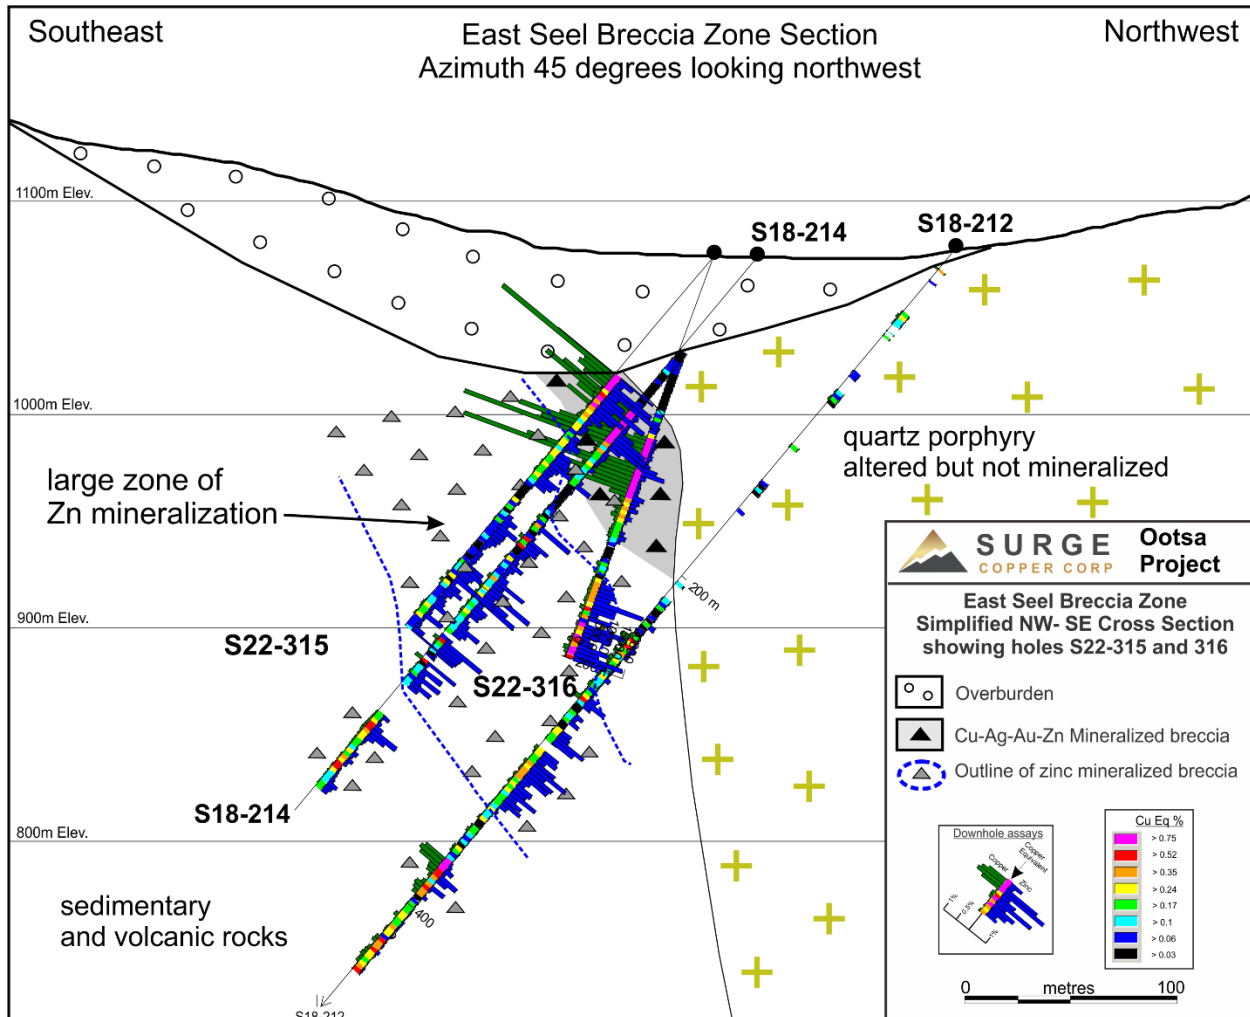 Southeast
East Seel Breccia Zone Section
Azimuth 45 degrees looking northwest
Northwest
1100m Elev.
S18-214
S18-212
1000m Elev.
large zone of
Zn mineralization
quartz porphyry
altered but not mineralized
200 m
900m Elev.
S22-315
S22-316
S18-214
800m Elev.
400
sedimentary
and volcanic rocks
S18-212
SURGE
COPPER CORP
Ootsa
Project
East Seel Breccia Zone
Simplified NW- SE Cross Section
showing holes S22-315 and 316
Overburden
Cu-Ag-Au-Zn Mineralized breccia
Outline of zinc mineralized breccia
Downhole assays
Copper
Copper
Equivalent
Zinc
1%
0.5%
1%
Cu Eq %
> 0.75
> 0.52
> 0.35
> 0.24
> 0.17
> 0.1
> 0.06
> 0.03
0 metres 100